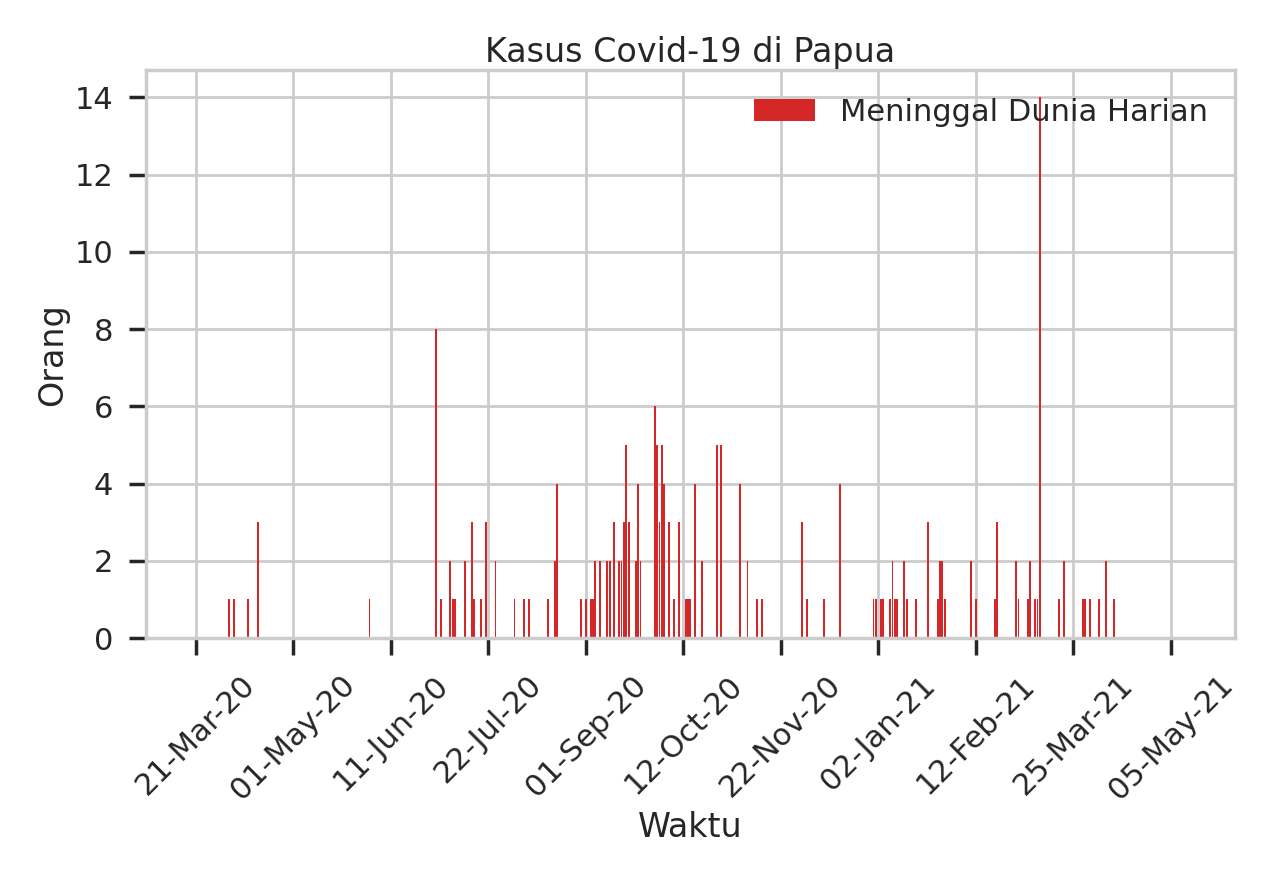 Kasus Covid-19 di Papua
Meninggal Dunia Harian
14
12
10
8
6
4
2
0
Orang
21-Mar-20
01-May-20
11-Jun-20
22-Jul-20
01-Sep-20
12-Oct-20
22-Nov-20
02-Jan-21
12-Feb-21
25-Mar-21
05-May-21
Waktu